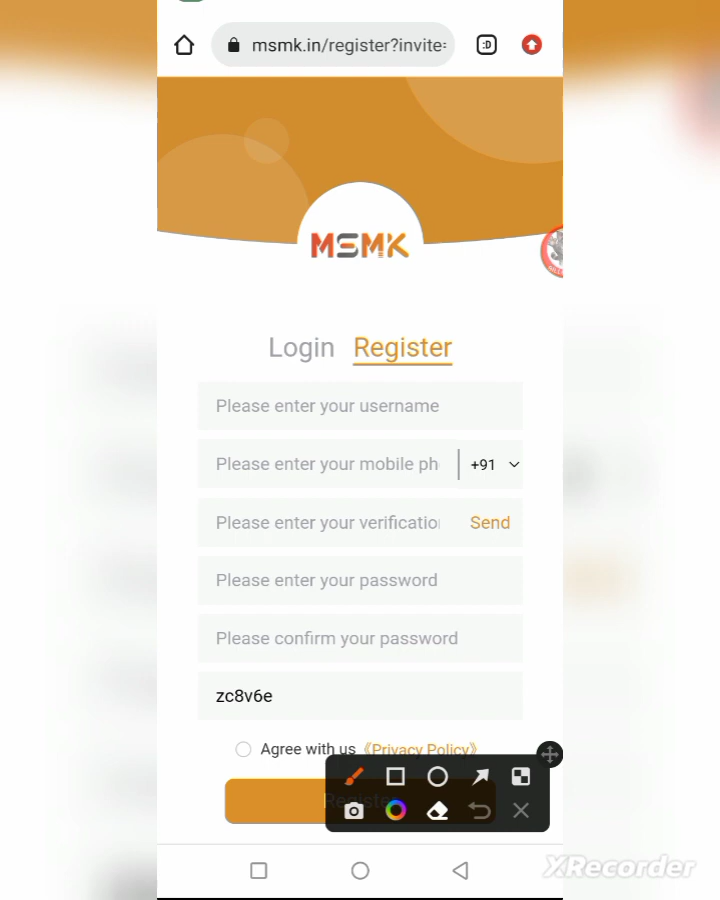 msmk.in/register?invite=
:D
MSMK
Login Register
Please enter your username
Please enter your mobile ph
+91
Please enter your verificatio
Send
Please enter your password
Please confirm your password
zc8v6e
Agree with us 《Privacy Policy》
Register
XRecorder